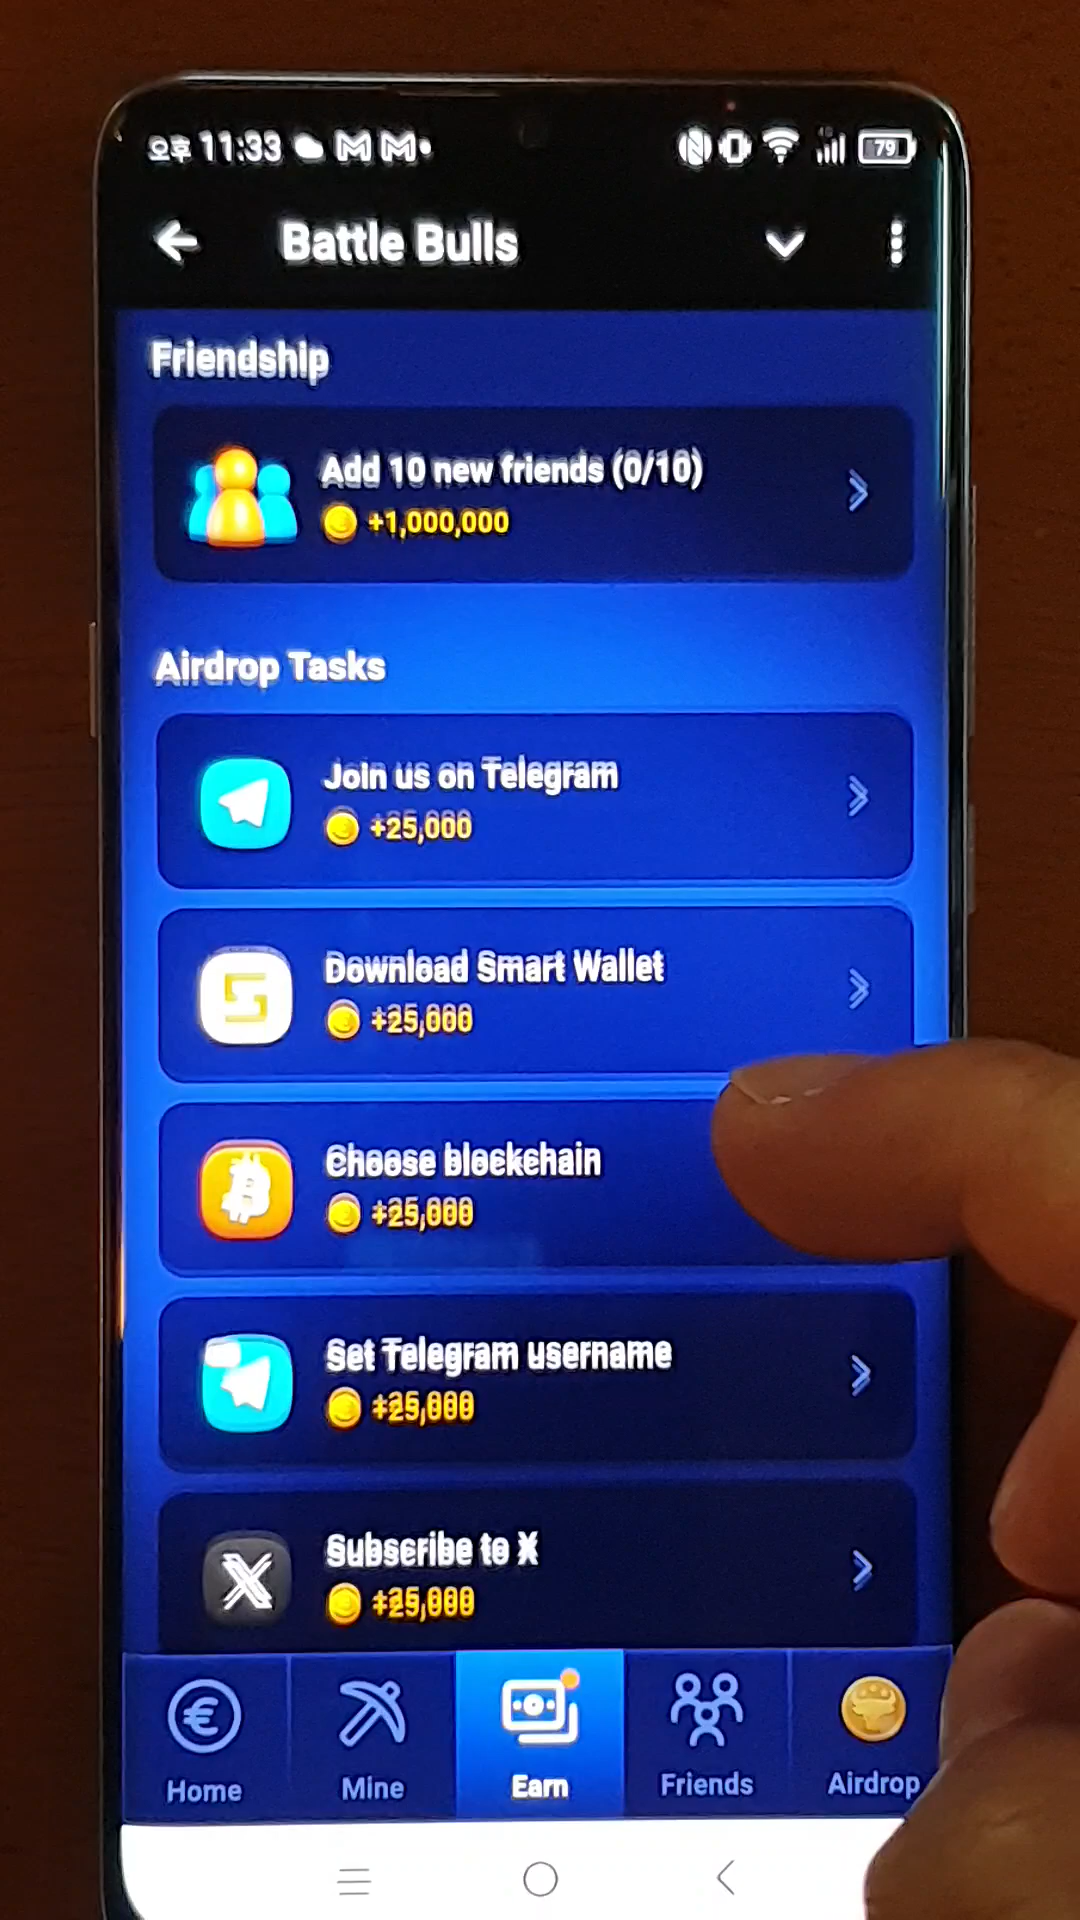 오후 11:33
79
Battle Bulls
Friendship
Add 10 new friends (0/10)
+1,000,000
Airdrop Tasks
Join us on Telegram
+25,000
Download Smart Wallet
+25,000
Choose blockchain
+25,000
Set Telegram username
+25,000
Subscribe to X
+25,000
Home
Mine
Earn
Friends
Airdrop